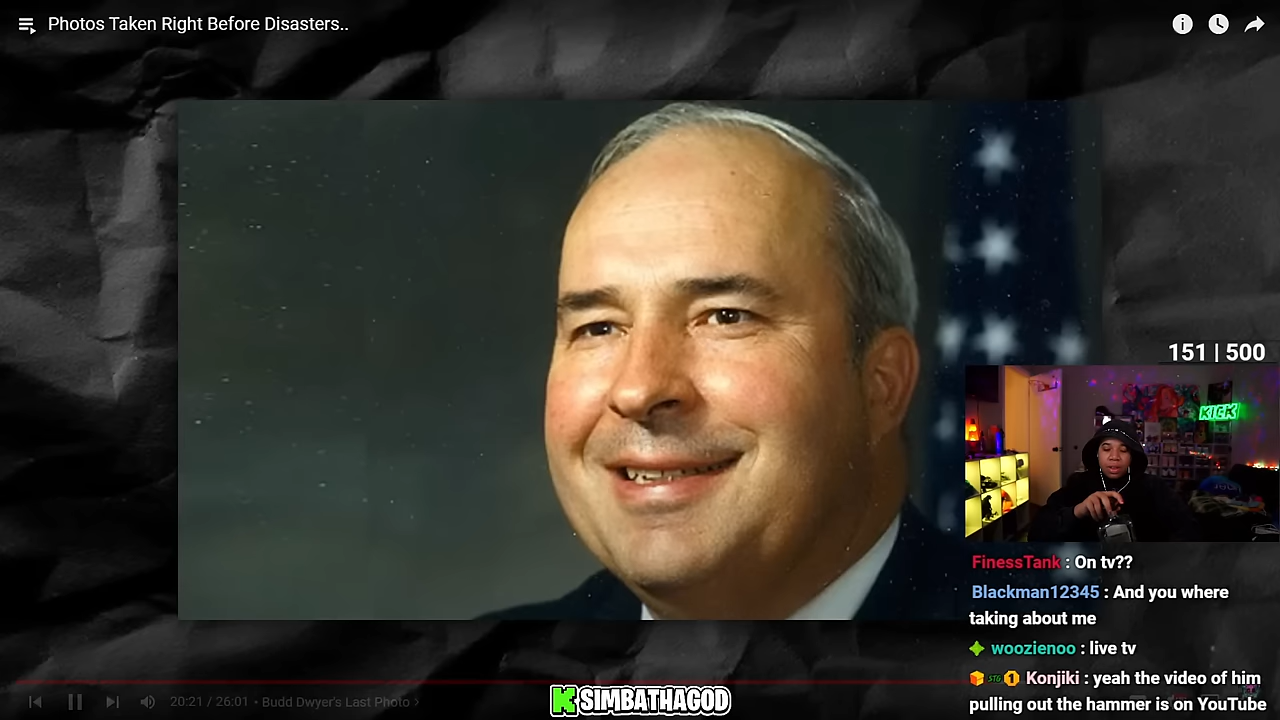 Photos Taken Right Before Disasters..
151 | 500
KICK
FinessTank : On tv??
Blackman12345 : And you where
taking about me
woozienoo : live tv
STG 1 Konjiki : yeah the video of him
pulling out the hammer is on YouTube
20:21 / 26:01 • Budd Dwyer's Last Photo >
K SIMBATHAGOD